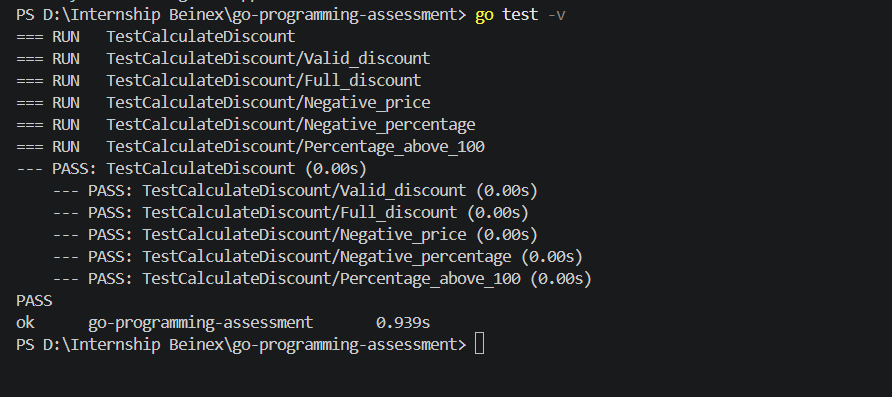 PS D:\Internship Beinex\go-programming-assessment> go test -v
=== RUN   TestCalculateDiscount
=== RUN   TestCalculateDiscount/Valid_discount
=== RUN   TestCalculateDiscount/Full_discount
=== RUN   TestCalculateDiscount/Negative_price
=== RUN   TestCalculateDiscount/Negative_percentage
=== RUN   TestCalculateDiscount/Percentage_above_100
--- PASS: TestCalculateDiscount (0.00s)
    --- PASS: TestCalculateDiscount/Valid_discount (0.00s)
    --- PASS: TestCalculateDiscount/Full_discount (0.00s)
    --- PASS: TestCalculateDiscount/Negative_price (0.00s)
    --- PASS: TestCalculateDiscount/Negative_percentage (0.00s)
    --- PASS: TestCalculateDiscount/Percentage_above_100 (0.00s)
PASS
ok      go-programming-assessment       0.939s
PS D:\Internship Beinex\go-programming-assessment>